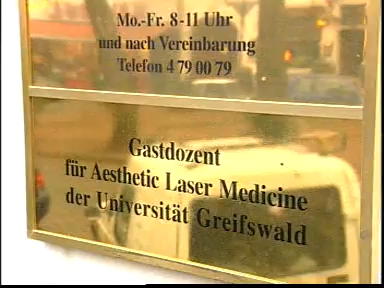 Mo.-Fr. 8-11 Uhr
und nach Vereinbarung
Telefon 4 79 00 79
Gastdozent
für Aesthetic Laser Medicine
der Universität Greifswald